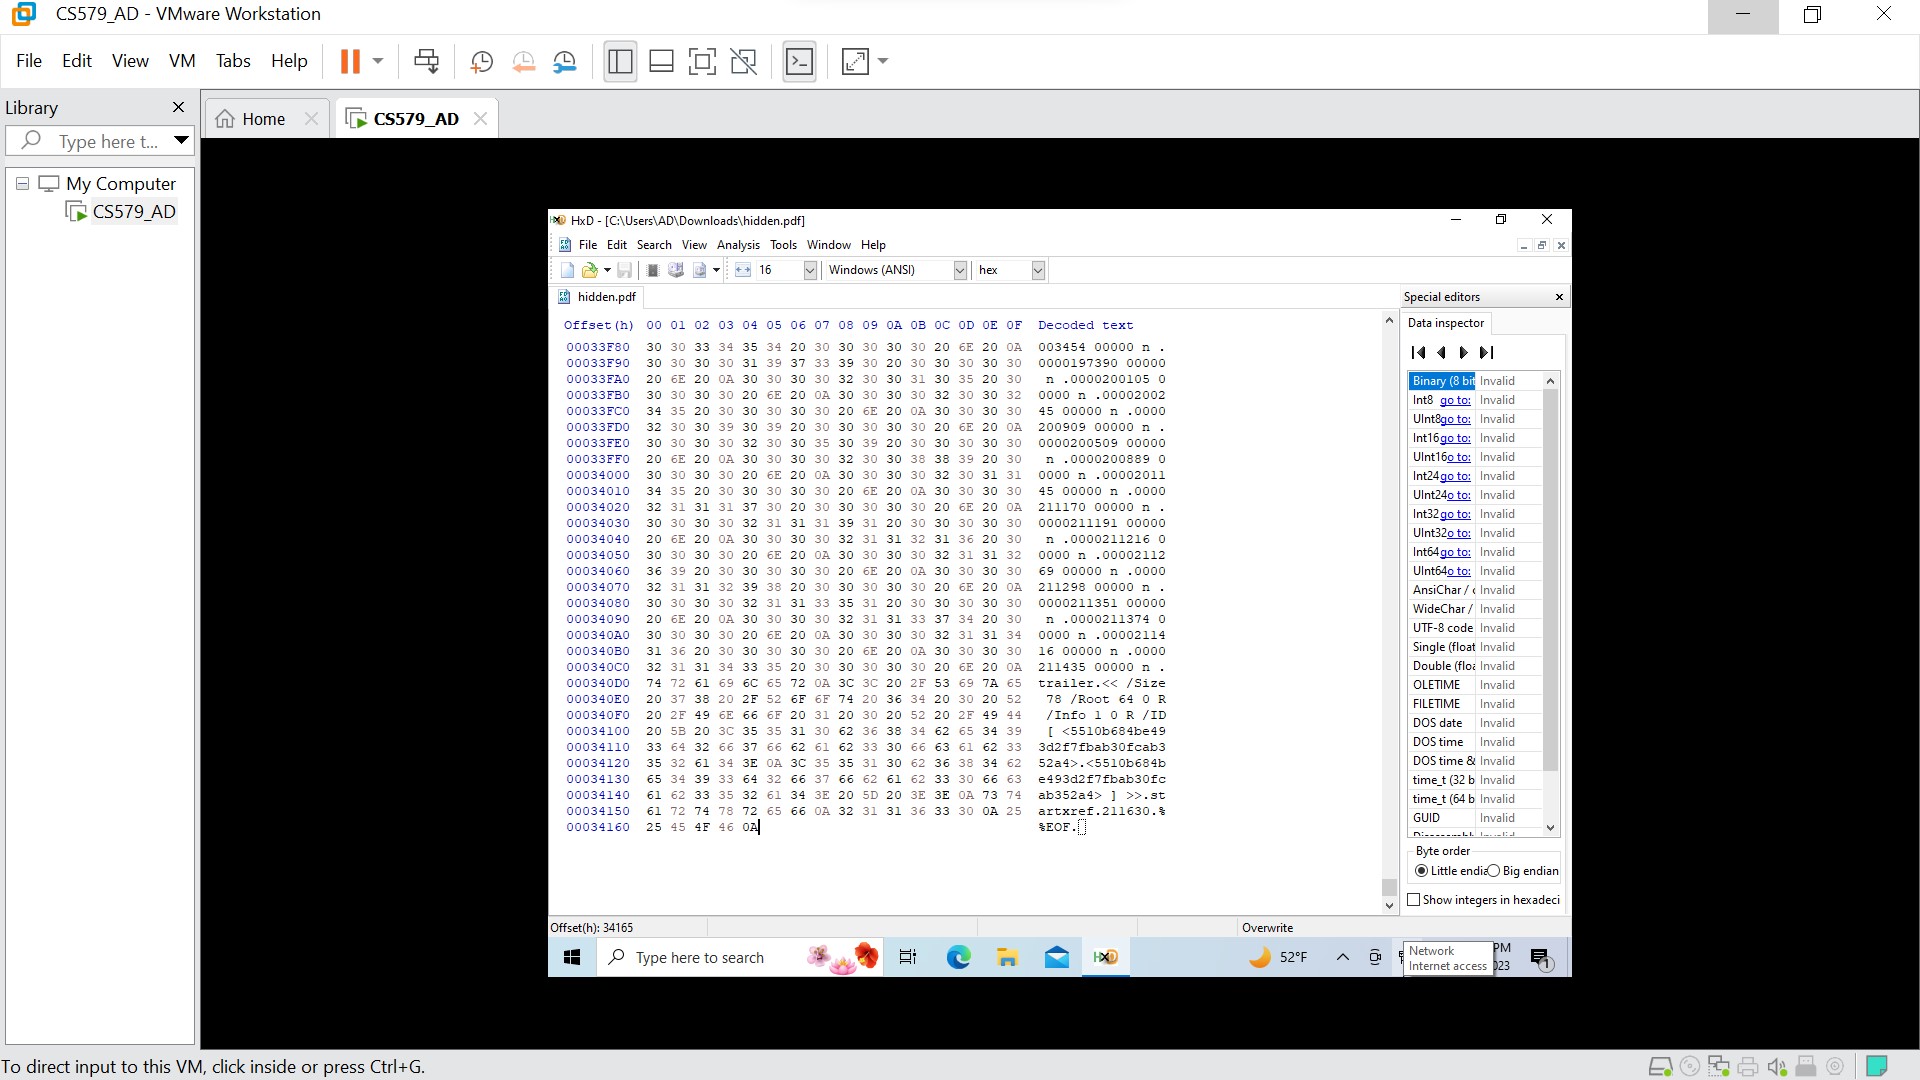 CS579_AD - VMware Workstation
File Edit View VM Tabs Help
Library
Type here t...
My Computer
CS579_AD
Home
CS579_AD
HxD - [C:\Users\AD\Downloads\hidden.pdf]
File Edit Search View Analysis Tools Window Help
16 Windows (ANSI) hex
hidden.pdf
Offset(h) 00 01 02 03 04 05 06 07 08 09 0A 0B 0C 0D 0E 0F Decoded text
00033F80 30 30 33 34 35 34 20 30 30 30 30 30 20 6E 20 0A 003454 00000 n .
00033F90 30 30 30 30 31 39 37 33 39 30 20 30 30 30 30 30 0000197390 00000
00033FA0 20 6E 20 0A 30 30 30 30 32 30 30 31 30 35 20 30 n .0000200105 0
00033FB0 30 30 30 30 20 6E 20 0A 30 30 30 30 32 30 30 32 0000 n .00002002
00033FC0 34 35 20 30 30 30 30 30 20 6E 20 0A 30 30 30 30 45 00000 n .0000
00033FD0 32 30 30 39 30 39 20 30 30 30 30 30 20 6E 20 0A 200909 00000 n .
00033FE0 30 30 30 30 32 30 30 35 30 39 20 30 30 30 30 30 0000200509 00000
00033FF0 20 6E 20 0A 30 30 30 30 32 30 30 38 38 39 20 30 n .0000200889 0
00034000 30 30 30 30 20 6E 20 0A 30 30 30 30 32 30 31 31 0000 n .00002011
00034010 34 35 20 30 30 30 30 30 20 6E 20 0A 30 30 30 30 45 00000 n .0000
00034020 32 31 31 31 37 30 20 30 30 30 30 30 20 6E 20 0A 211170 00000 n .
00034030 30 30 30 30 32 31 31 31 39 31 20 30 30 30 30 30 0000211191 00000
00034040 20 6E 20 0A 30 30 30 30 32 31 31 32 31 36 20 30 n .0000211216 0
00034050 30 30 30 30 20 6E 20 0A 30 30 30 30 32 31 31 32 0000 n .00002112
00034060 36 39 20 30 30 30 30 30 20 6E 20 0A 30 30 30 30 69 00000 n .0000
00034070 32 31 31 32 39 38 20 30 30 30 30 30 20 6E 20 0A 211298 00000 n .
00034080 30 30 30 30 32 31 31 33 35 31 20 30 30 30 30 30 0000211351 00000
00034090 20 6E 20 0A 30 30 30 30 32 31 31 33 37 34 20 30 n .0000211374 0
000340A0 30 30 30 30 20 6E 20 0A 30 30 30 30 32 31 31 34 0000 n .00002114
000340B0 31 36 20 30 30 30 30 30 20 6E 20 0A 30 30 30 30 16 00000 n .0000
000340C0 32 31 31 34 33 35 20 30 30 30 30 30 20 6E 20 0A 211435 00000 n .
000340D0 74 72 61 69 6C 65 72 0A 3C 3C 20 2F 53 69 7A 65 trailer.<< /Size
000340E0 20 37 38 20 2F 52 6F 6F 74 20 36 34 20 30 20 52 78 /Root 64 0 R
000340F0 20 2F 49 6E 66 6F 20 31 20 30 20 52 20 2F 49 44 /Info 1 0 R /ID
00034100 20 5B 20 3C 35 35 31 30 62 36 38 34 62 65 34 39 [ <5510b684be49
00034110 33 64 32 66 37 66 62 61 62 33 30 66 63 61 62 33 3d2f7fbab30fcab3
00034120 35 32 61 34 3E 0A 3C 35 35 31 30 62 36 38 34 62 52a4>.<5510b684b
00034130 65 34 39 33 64 32 66 37 66 62 61 62 33 30 66 63 e493d2f7fbab30fc
00034140 61 62 33 35 32 61 34 3E 20 5D 20 3E 3E 0A 73 74 ab352a4> ] >>.st
00034150 61 72 74 78 72 65 66 0A 32 31 31 36 33 30 0A 25 artxref.211630.%
00034160 25 45 4F 46 0A %EOF.
Special editors
Data inspector
Binary (8 bit Invalid
Int8 go to: Invalid
UInt8go to: Invalid
Int16go to: Invalid
UInt16o to: Invalid
Int24go to: Invalid
UInt24o to: Invalid
Int32go to: Invalid
UInt32o to: Invalid
Int64go to: Invalid
UInt64o to: Invalid
AnsiChar / c Invalid
WideChar / Invalid
UTF-8 code Invalid
Single (float Invalid
Double (floa Invalid
OLETIME Invalid
FILETIME Invalid
DOS date Invalid
DOS time Invalid
DOS time & Invalid
time_t (32 b Invalid
time_t (64 b Invalid
GUID Invalid
Byte order
Little endia Big endian
Show integers in hexadeci
Offset(h): 34165 Overwrite
Type here to search
52°F
Network
Internet access
PM
023
1
To direct input to this VM, click inside or press Ctrl+G.